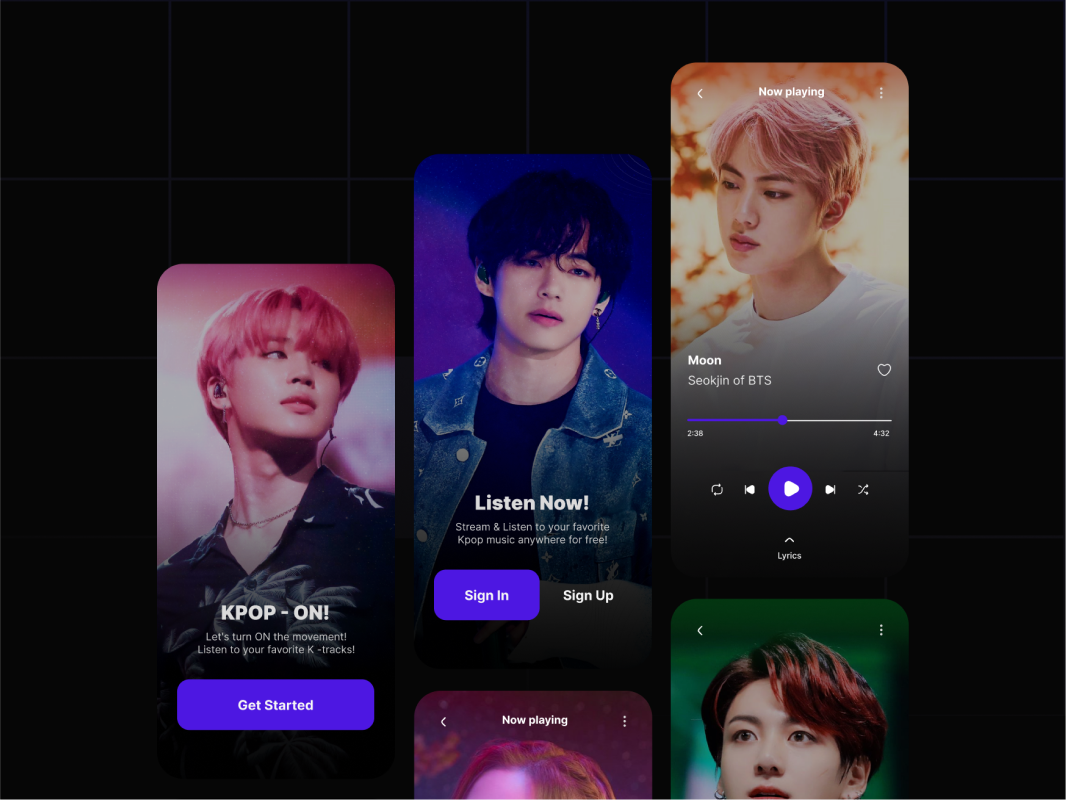 KPOP - ON!
Let's turn ON the movement!
Listen to your favorite K -tracks!
Get Started
Listen Now!
Stream & Listen to your favorite
Kpop music anywhere for free!
Sign In
Sign Up
Now playing
Now playing
Moon
Seokjin of BTS
2:38
4:32
Lyrics